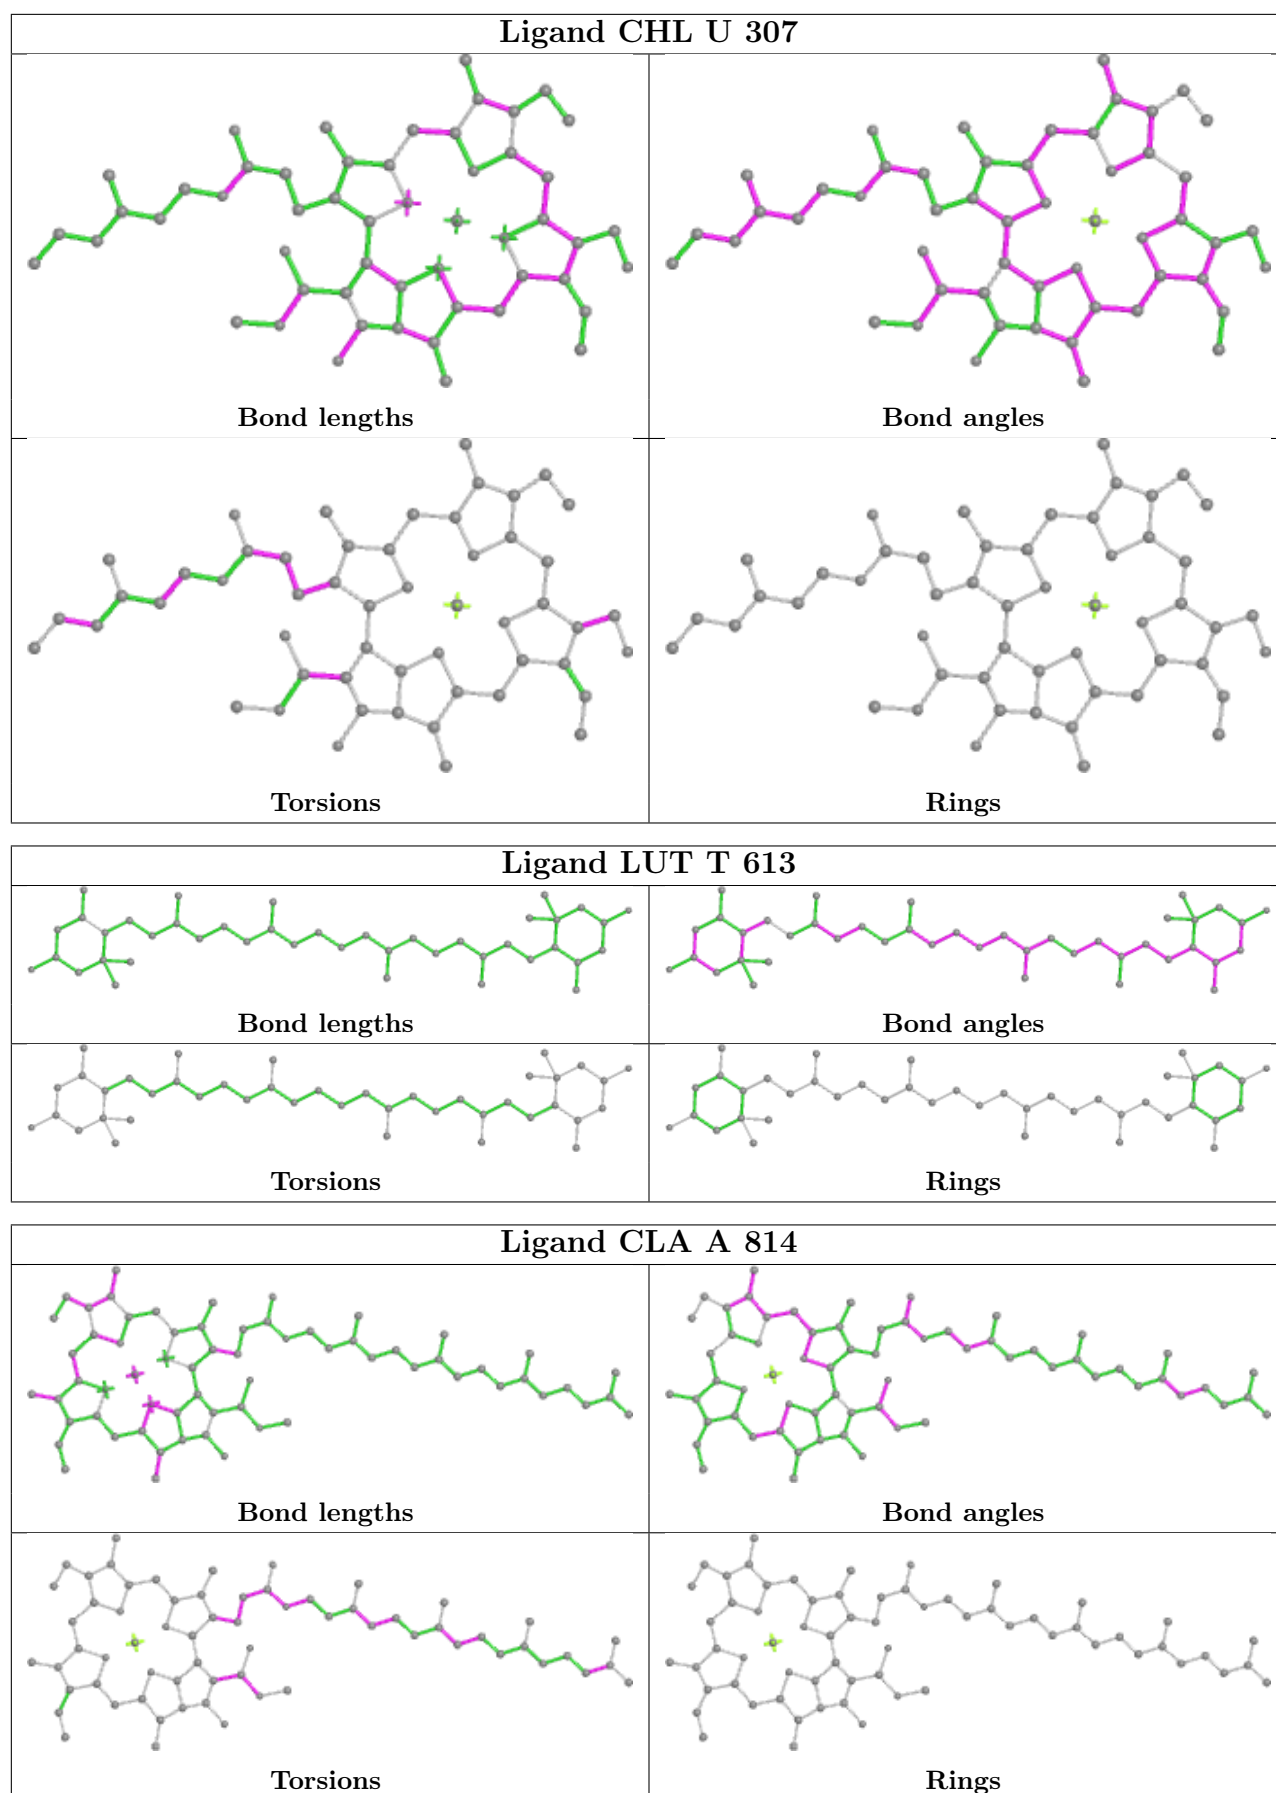 Ligand CHL U 307
Bond lengths
Bond angles
Torsions
Rings
Ligand LUT T 613
Bond lengths
Bond angles
Torsions
Rings
Ligand CLA A 814
Bond lengths
Bond angles
Torsions
Rings